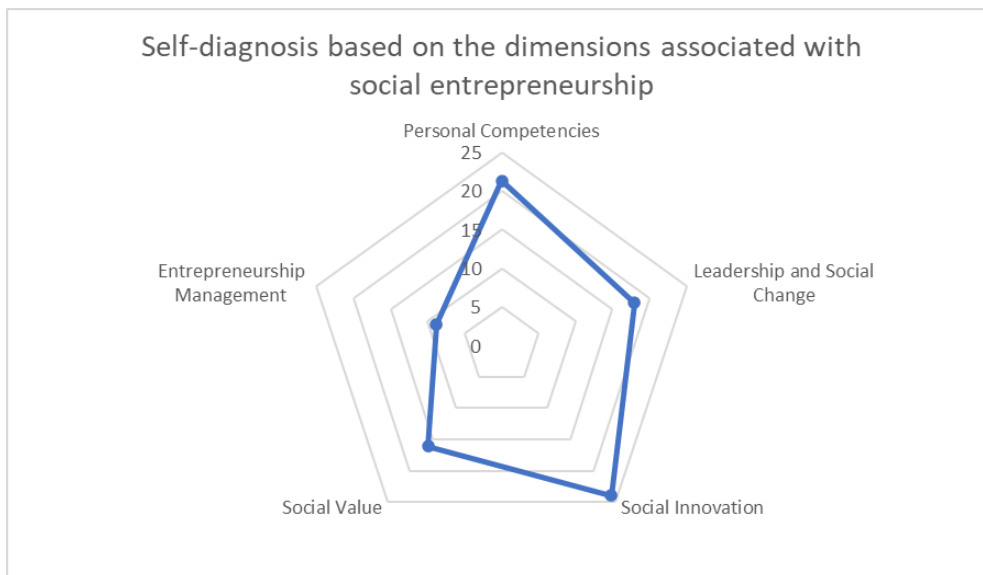 Self-diagnosis based on the dimensions associated with
social entrepreneurship
Personal Competencies
25
20
15
10
5
0
Leadership and Social
Change
Entrepreneurship
Management
Social Value
Social Innovation